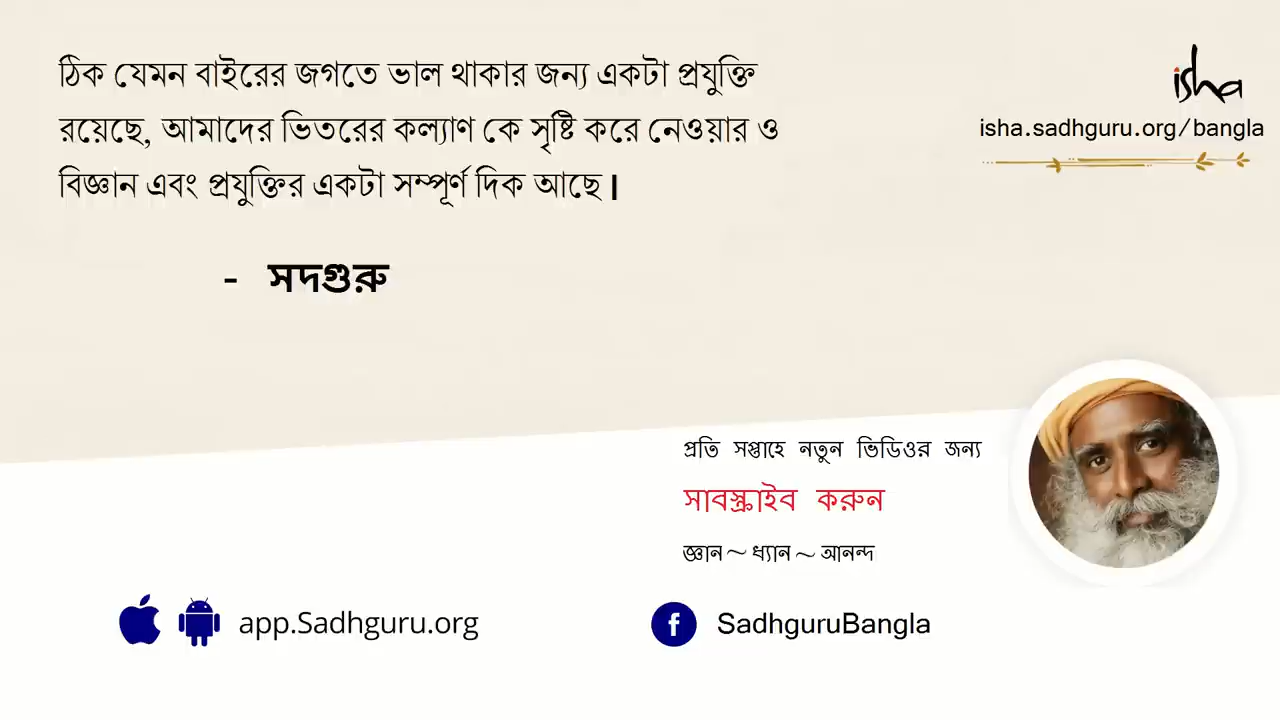 ঠিক যেমন বাইরের জগতে ভাল থাকার জন্য একটা প্রযুক্তি
রয়েছে, আমাদের ভিতরের কল্যাণ কে সৃষ্টি করে নেওয়ার ও
বিজ্ঞান এবং প্রযুক্তির একটা সম্পূর্ণ দিক আছে।
- সদগুরু
isha
isha.sadhguru.org/bangla
প্রতি সপ্তাহে নতুন ভিডিওর জন্য
সাবস্ক্রাইব করুন
জ্ঞান ~ ধ্যান ~ আনন্দ
app.Sadhguru.org
f SadhguruBangla